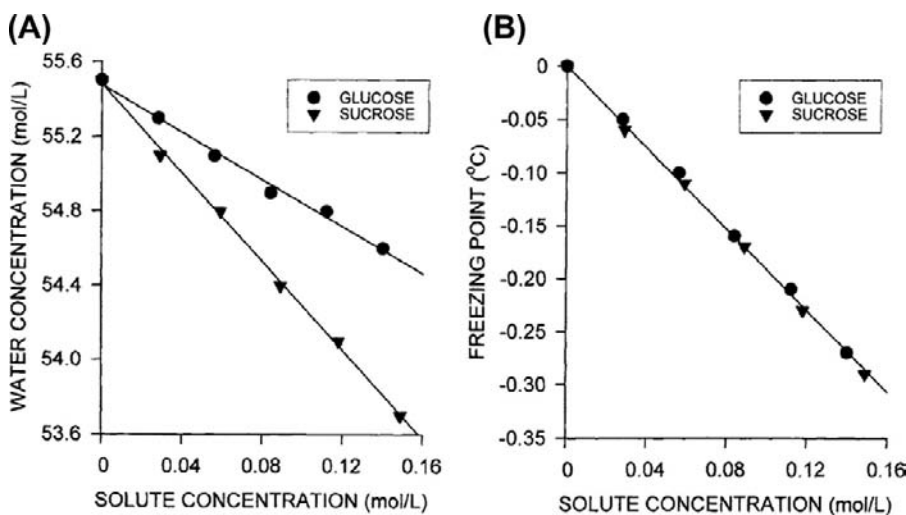 (A)
WATER CONCENTRATION (mol/L)
55.6
55.2
54.8
54.4
54.0
53.6
GLUCOSE
SUCROSE
0 0.04 0.08 0.12 0.16
SOLUTE CONCENTRATION (mol/L)
(B)
FREEZING POINT (°C)
0
-0.05
-0.10
-0.15
-0.20
-0.25
-0.30
-0.35
GLUCOSE
SUCROSE
0 0.04 0.08 0.12 0.16
SOLUTE CONCENTRATION (mol/L)